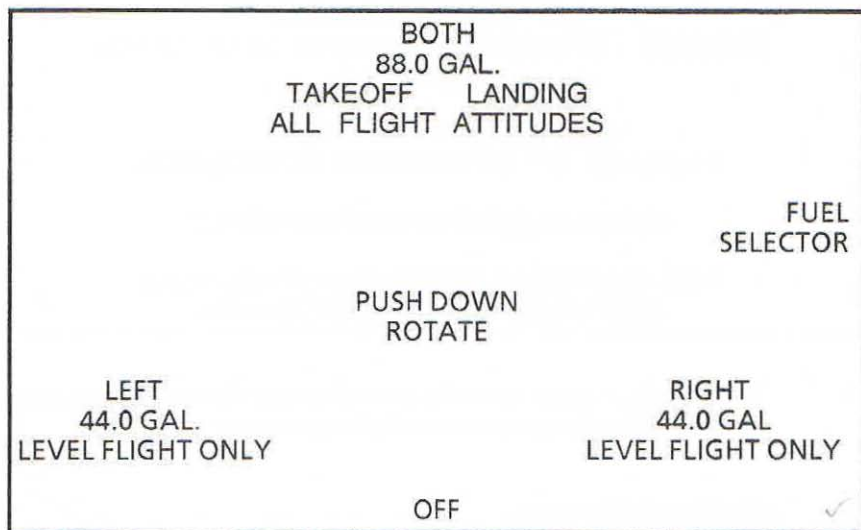 BOTH
88.0 GAL.
TAKEOFF LANDING
ALL FLIGHT ATTITUDES
FUEL
SELECTOR
PUSH DOWN
ROTATE
LEFT
44.0 GAL.
LEVEL FLIGHT ONLY
RIGHT
44.0 GAL
LEVEL FLIGHT ONLY
OFF